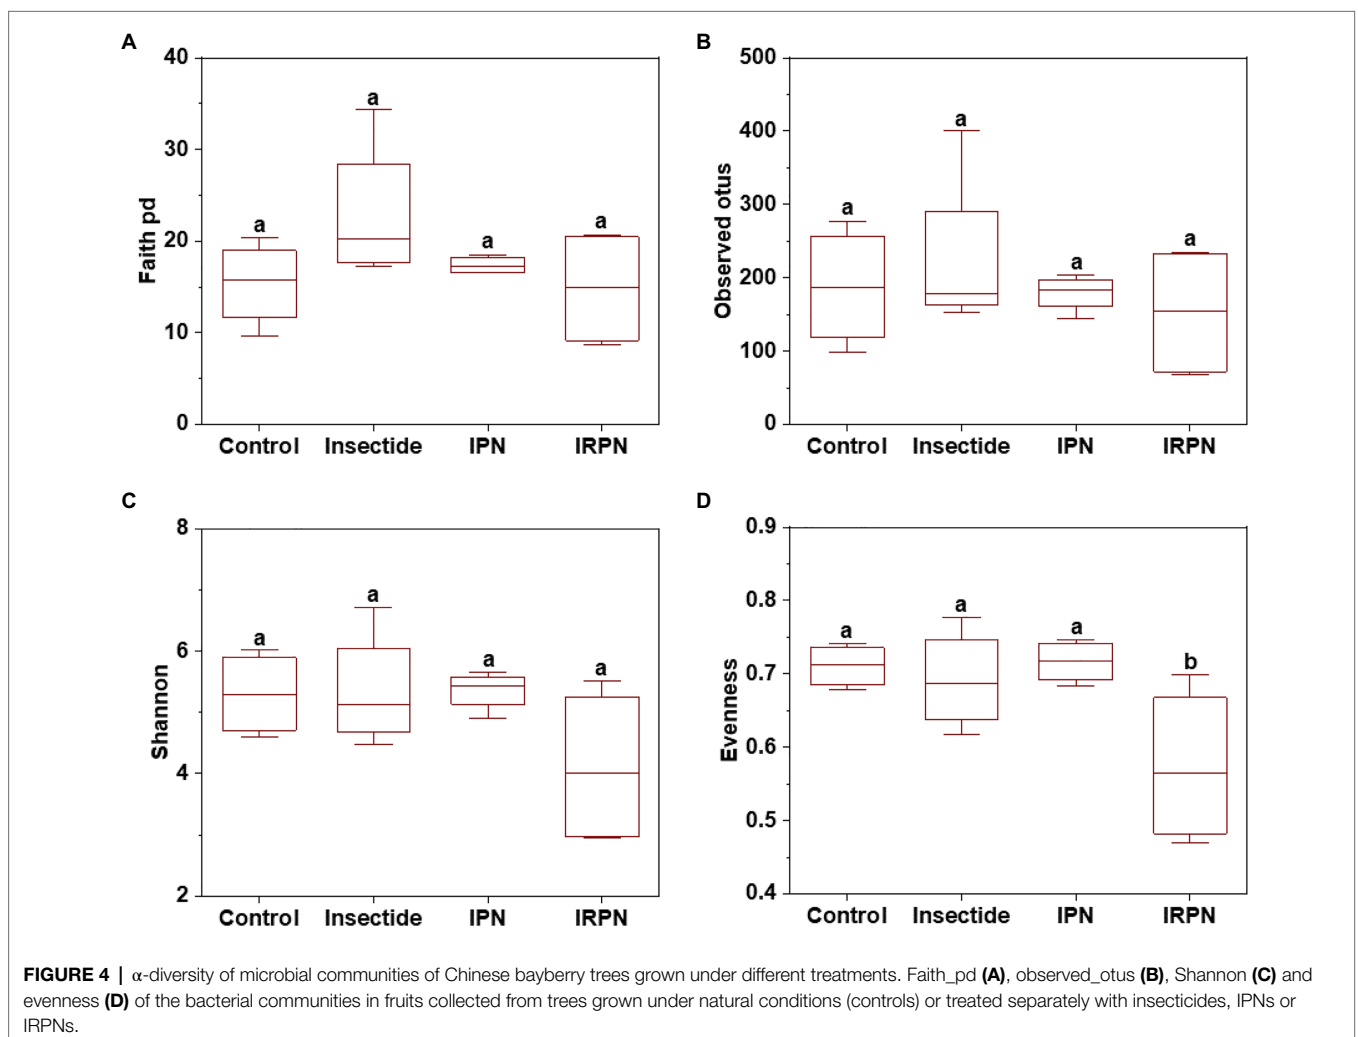 A
40
30
20
10
0
Faith pd
a
a
a
a
Control Insectide IPN IRPN
B
500
400
300
200
100
0
Observed otus
a
a
a
a
Control Insectide IPN IRPN
C
8
6
4
2
Shannon
a
a
a
a
Control Insectide IPN IRPN
D
0.9
0.8
0.7
0.6
0.5
0.4
Evenness
a
a
a
b
Control Insectide IPN IRPN
FIGURE 4 | α-diversity of microbial communities of Chinese bayberry trees grown under different treatments. Faith_pd (A), observed_otus (B), Shannon (C) and
evenness (D) of the bacterial communities in fruits collected from trees grown under natural conditions (controls) or treated separately with insecticides, IPNs or
IRPNs.